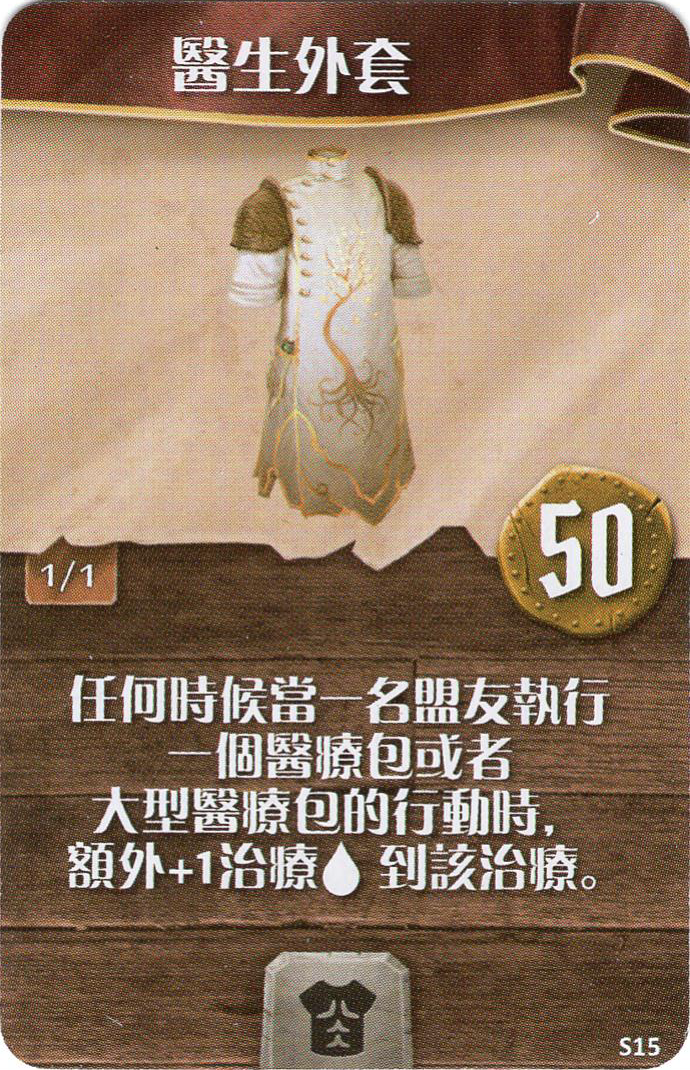 醫生外套
1/1
50
任何時候當一名盟友執行
一個醫療包或者
大型醫療包的行動時，
額外+1治療 到該治療。
S15